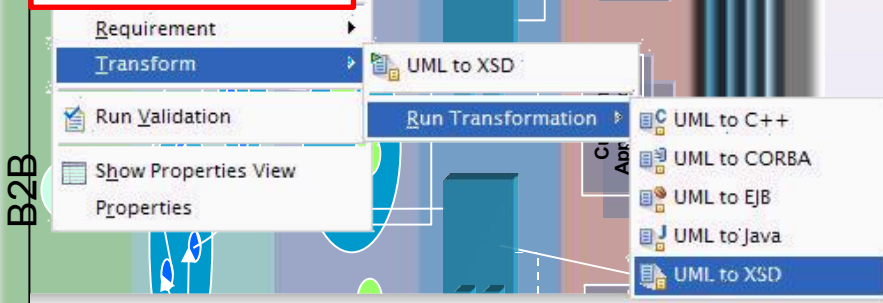 Requirement
Transform
Run Validation
Show Properties View
Properties
UML to XSD
Run Transformation
UML to C++
UML to CORBA
UML to EJB
UML to Java
UML to XSD
B2B